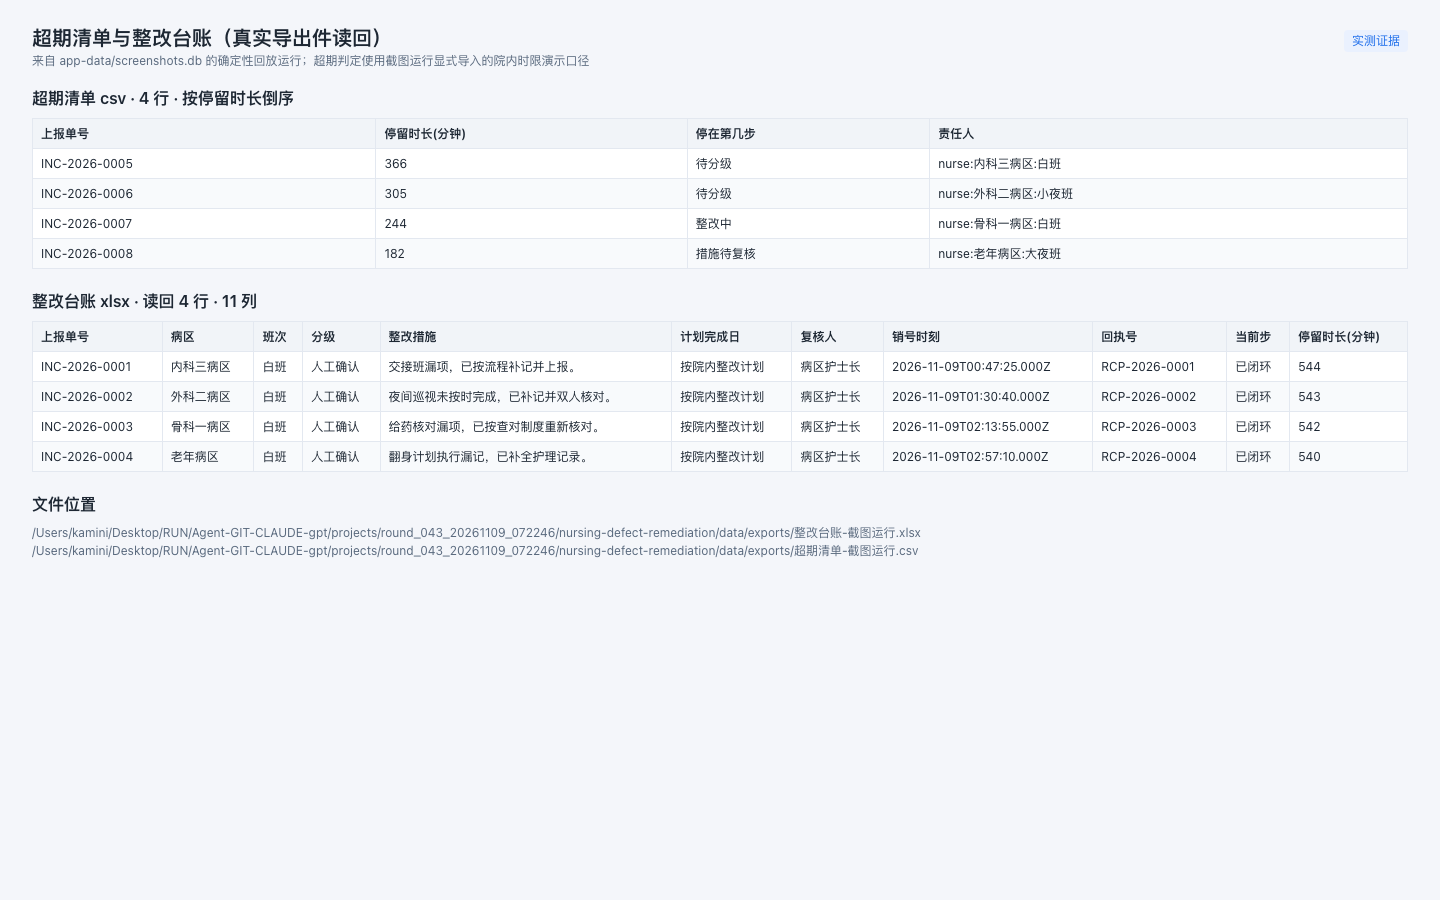 超期清单与整改台账（真实导出件读回）
实测证据
来自 app-data/screenshots.db 的确定性回放运行；超期判定使用截图运行显式导入的院内时限演示口径
超期清单 csv · 4 行 · 按停留时长倒序
上报单号 停留时长(分钟) 停在第几步 责任人
INC-2026-0005 366 待分级 nurse:内科三病区:白班
INC-2026-0006 305 待分级 nurse:外科二病区:小夜班
INC-2026-0007 244 整改中 nurse:骨科一病区:白班
INC-2026-0008 182 措施待复核 nurse:老年病区:大夜班
整改台账 xlsx · 读回 4 行 · 11 列
上报单号 病区 班次 分级 整改措施 计划完成日 复核人 销号时刻 回执号 当前步 停留时长(分钟)
INC-2026-0001 内科三病区 白班 人工确认 交接班漏项，已按流程补记并上报。 按院内整改计划 病区护士长 2026-11-09T00:47:25.000Z RCP-2026-0001 已闭环 544
INC-2026-0002 外科二病区 白班 人工确认 夜间巡视未按时完成，已补记并双人核对。 按院内整改计划 病区护士长 2026-11-09T01:30:40.000Z RCP-2026-0002 已闭环 543
INC-2026-0003 骨科一病区 白班 人工确认 给药核对漏项，已按查对制度重新核对。 按院内整改计划 病区护士长 2026-11-09T02:13:55.000Z RCP-2026-0003 已闭环 542
INC-2026-0004 老年病区 白班 人工确认 翻身计划执行漏记，已补全护理记录。 按院内整改计划 病区护士长 2026-11-09T02:57:10.000Z RCP-2026-0004 已闭环 540
文件位置
/Users/kamini/Desktop/RUN/Agent-GIT-CLAUDE-gpt/projects/round_043_20261109_072246/nursing-defect-remediation/data/exports/整改台账-截图运行.xlsx
/Users/kamini/Desktop/RUN/Agent-GIT-CLAUDE-gpt/projects/round_043_20261109_072246/nursing-defect-remediation/data/exports/超期清单-截图运行.csv